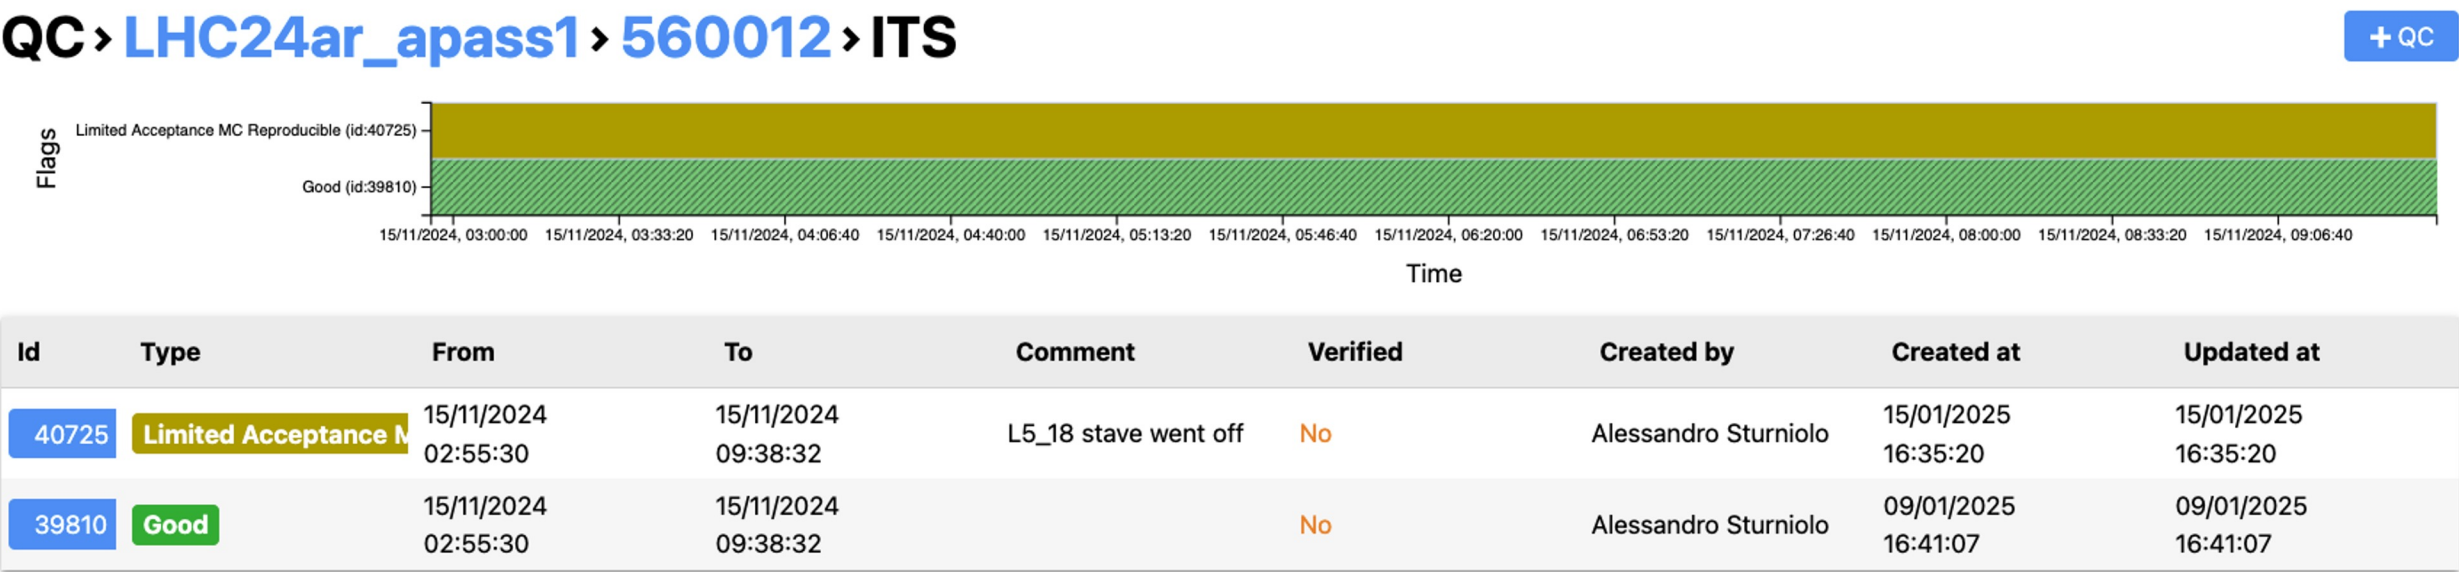 QC > LHC24ar_apass1 > 560012 > ITS
+ QC
Flags
Limited Acceptance MC Reproducible (id:40725)
Good (id:39810)
15/11/2024, 03:00:00 15/11/2024, 03:33:20 15/11/2024, 04:06:40 15/11/2024, 04:40:00 15/11/2024, 05:13:20 15/11/2024, 05:46:40 15/11/2024, 06:20:00 15/11/2024, 06:53:20 15/11/2024, 07:26:40 15/11/2024, 08:00:00 15/11/2024, 08:33:20 15/11/2024, 09:06:40
Time
Id Type From To Comment Verified Created by Created at Updated at
40725 Limited Acceptance M 15/11/2024 02:55:30 15/11/2024 09:38:32 L5_18 stave went off No Alessandro Sturniolo 15/01/2025 16:35:20 15/01/2025 16:35:20
39810 Good 15/11/2024 02:55:30 15/11/2024 09:38:32 No Alessandro Sturniolo 09/01/2025 16:41:07 09/01/2025 16:41:07